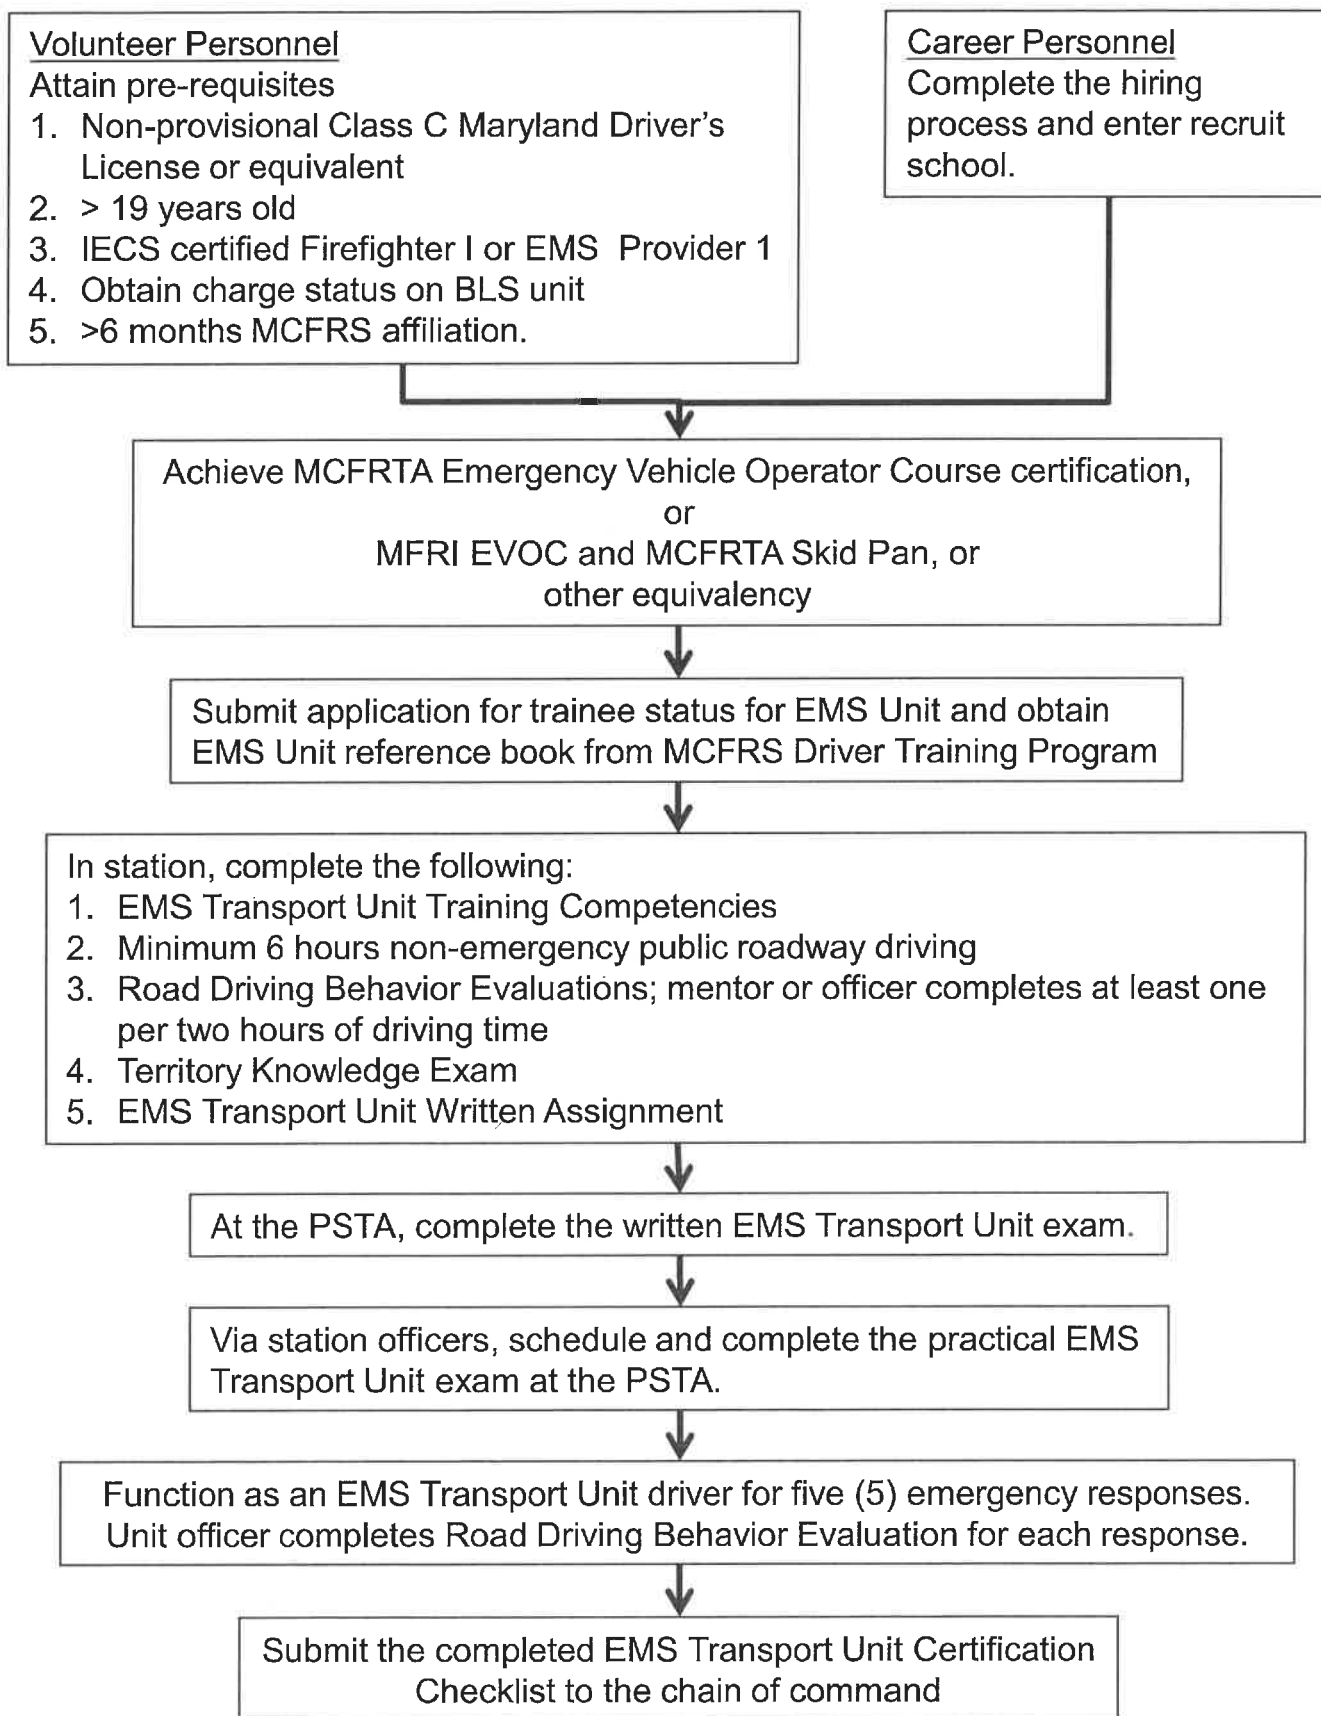 Volunteer Personnel
Attain pre-requisites
1. Non-provisional Class C Maryland Driver's
License or equivalent
2. > 19 years old
3. IECS certified Firefighter I or EMS Provider 1
4. Obtain charge status on BLS unit
5. >6 months MCFRS affiliation.
Career Personnel
Complete the hiring
process and enter recruit
school.
Achieve MCFRTA Emergency Vehicle Operator Course certification,
or
MFRI EVOC and MCFRTA Skid Pan, or
other equivalency
Submit application for trainee status for EMS Unit and obtain
EMS Unit reference book from MCFRS Driver Training Program
In station, complete the following:
1. EMS Transport Unit Training Competencies
2. Minimum 6 hours non-emergency public roadway driving
3. Road Driving Behavior Evaluations; mentor or officer completes at least one
per two hours of driving time
4. Territory Knowledge Exam
5. EMS Transport Unit Written Assignment
At the PSTA, complete the written EMS Transport Unit exam.
Via station officers, schedule and complete the practical EMS
Transport Unit exam at the PSTA.
Function as an EMS Transport Unit driver for five (5) emergency responses.
Unit officer completes Road Driving Behavior Evaluation for each response.
Submit the completed EMS Transport Unit Certification
Checklist to the chain of command